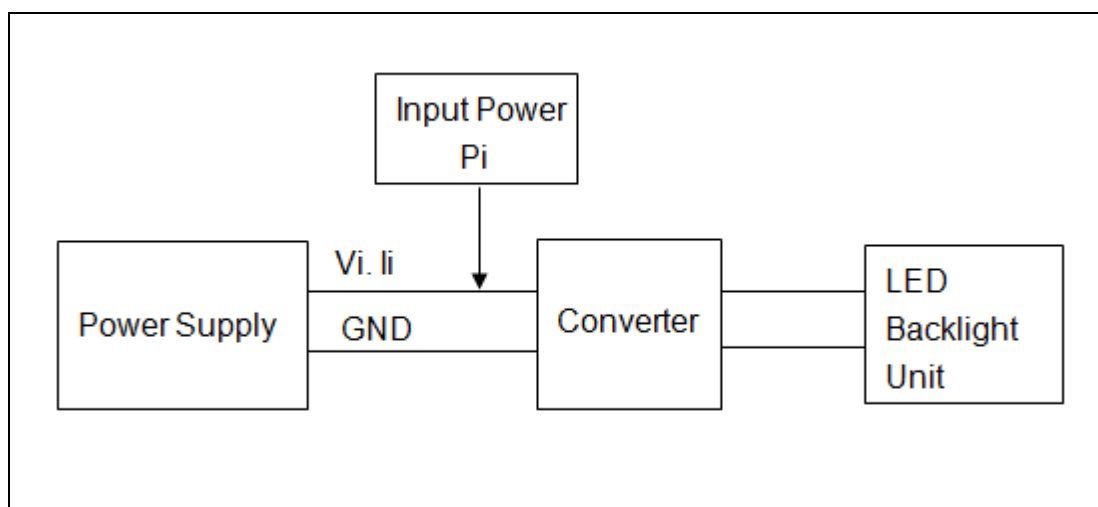 Input Power
Pi
Vi. Ii
GND
Power Supply
Converter
LED
Backlight
Unit